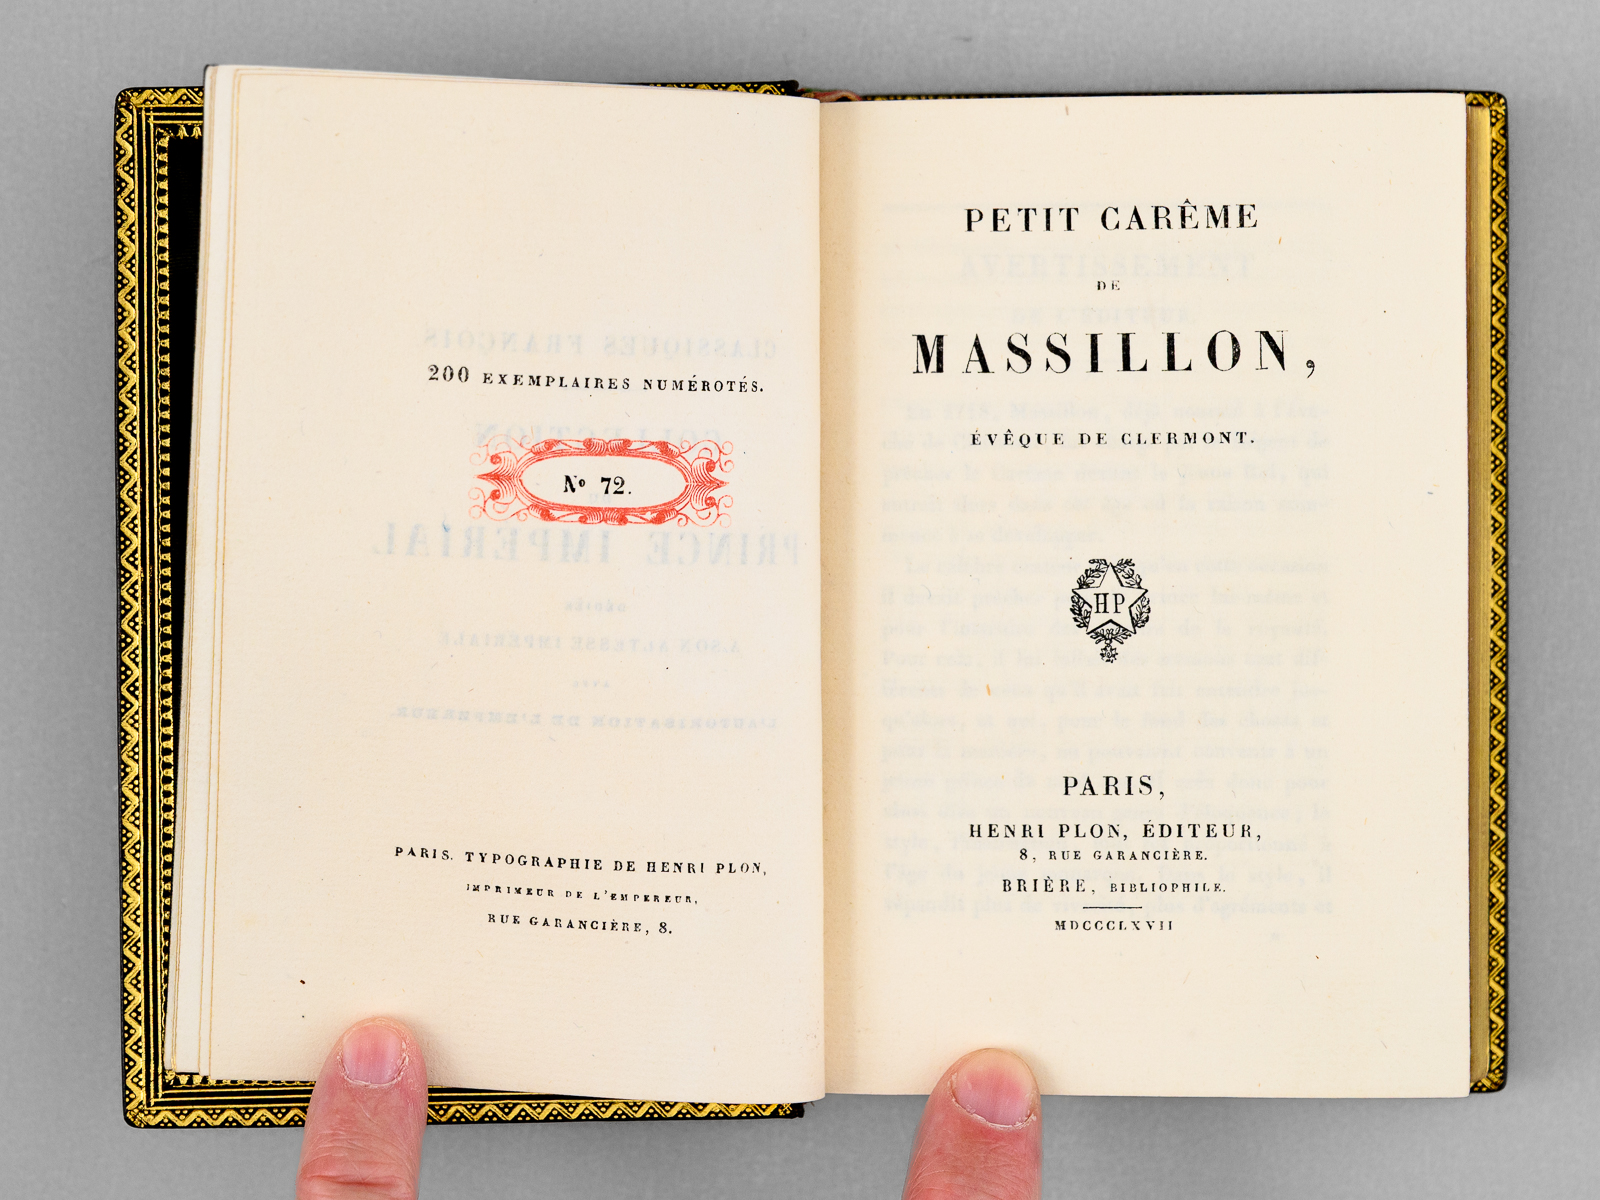 200 EXEMPLAIRES NUMÉROTÉS.
No 72.
PARIS. TYPOGRAPHIE DE HENRI PLON,
IMPRIMEUR DE L'EMPEREUR,
RUE GARANCIÈRE, 8.
PETIT CARÊME
DE
MASSILLON,
ÉVÊQUE DE CLERMONT.
HP
PARIS,
HENRI PLON, ÉDITEUR,
8, RUE GARANCIÈRE.
BRIÈRE, BIBLIOPHILE.
MDCCCLXVII